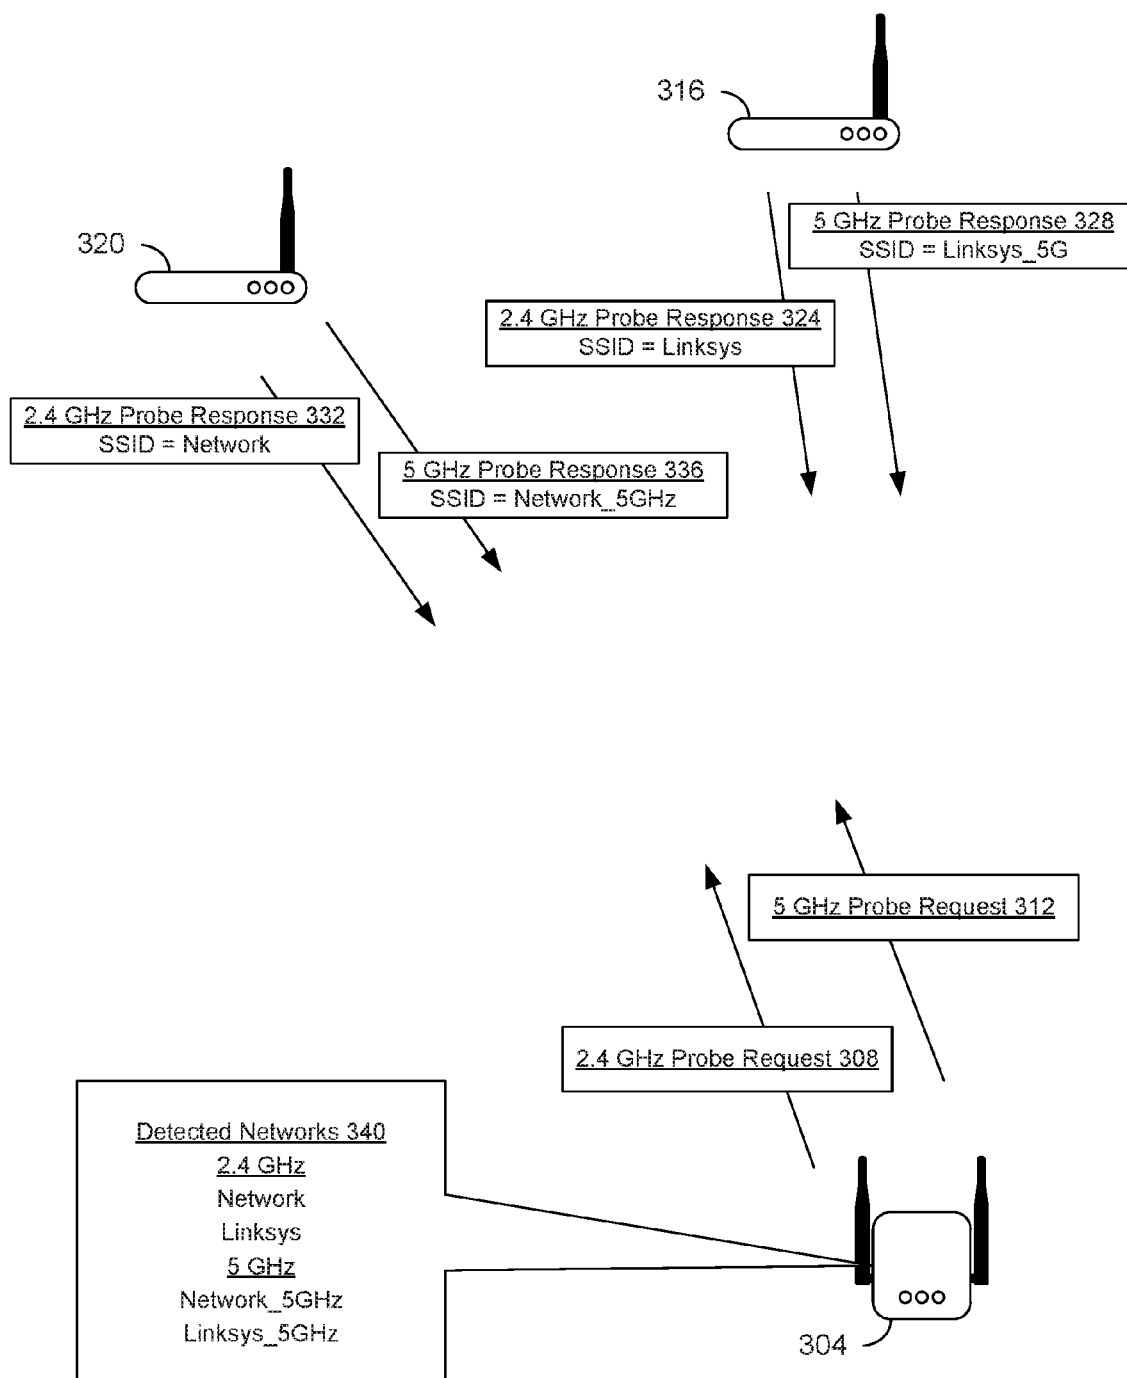 316
5 GHz Probe Response 328
SSID = Linksys_5G
320
2.4 GHz Probe Response 324
SSID = Linksys
2.4 GHz Probe Response 332
SSID = Network
5 GHz Probe Response 336
SSID = Network_5GHz
5 GHz Probe Request 312
2.4 GHz Probe Request 308
Detected Networks 340
2.4 GHz
Network
Linksys
5 GHz
Network_5GHz
Linksys_5GHz
304